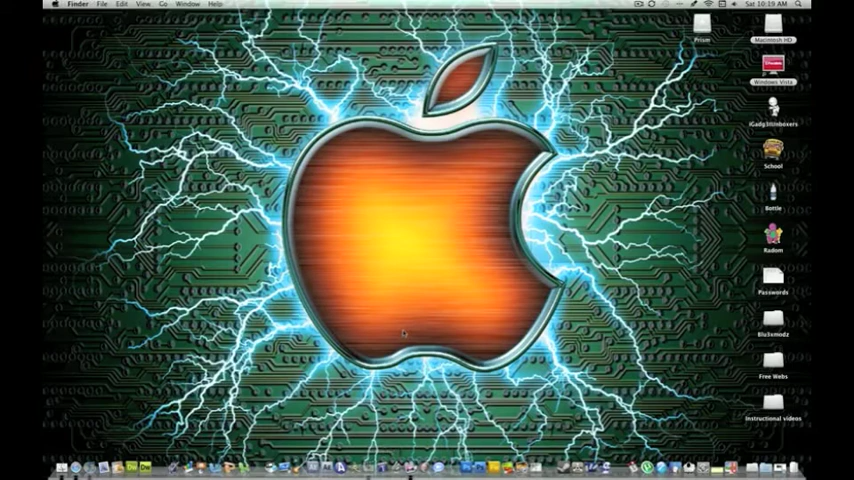 Finder File Edit View Go Window Help
Sat 10:19 AM
Prism
Macintosh HD
Windows Vista
iGadg3tUnboxers
School
Bottle
Radom
Passwords
Blu3xmodz
Free Webs
Instructional videos